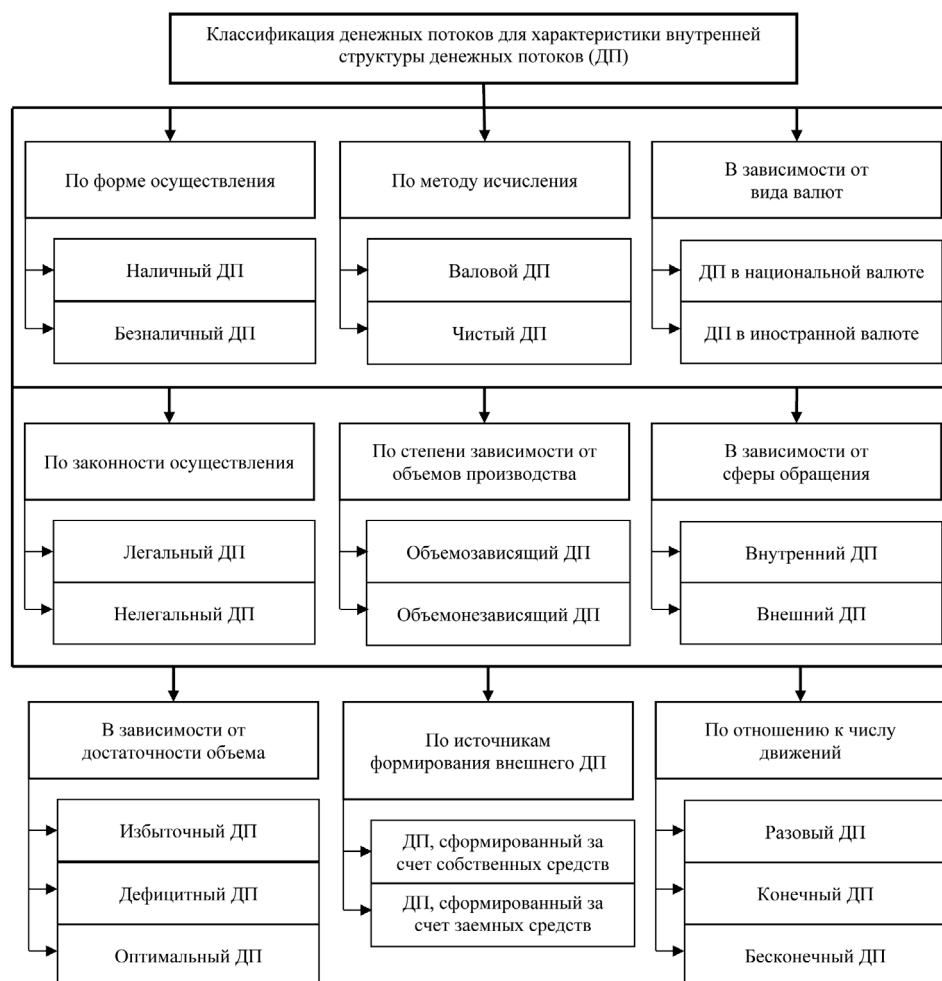 Классификация денежных потоков для характеристики внутренней
структуры денежных потоков (ДП)
По форме осуществления
Наличный ДП
Безналичный ДП
По методу исчисления
Валовой ДП
Чистый ДП
В зависимости от
вида валют
ДП в национальной валюте
ДП в иностранной валюте
По законности осуществления
Легальный ДП
Нелегальный ДП
По степени зависимости от
объемов производства
Объемозависящий ДП
Объемонезависящий ДП
В зависимости от
сферы обращения
Внутренний ДП
Внешний ДП
В зависимости от
достаточности объема
Избыточный ДП
Дефицитный ДП
Оптимальный ДП
По источникам
формирования внешнего ДП
ДП, сформированный за
счет собственных средств
ДП, сформированный за
счет заемных средств
По отношению к числу
движений
Разовый ДП
Конечный ДП
Бесконечный ДП